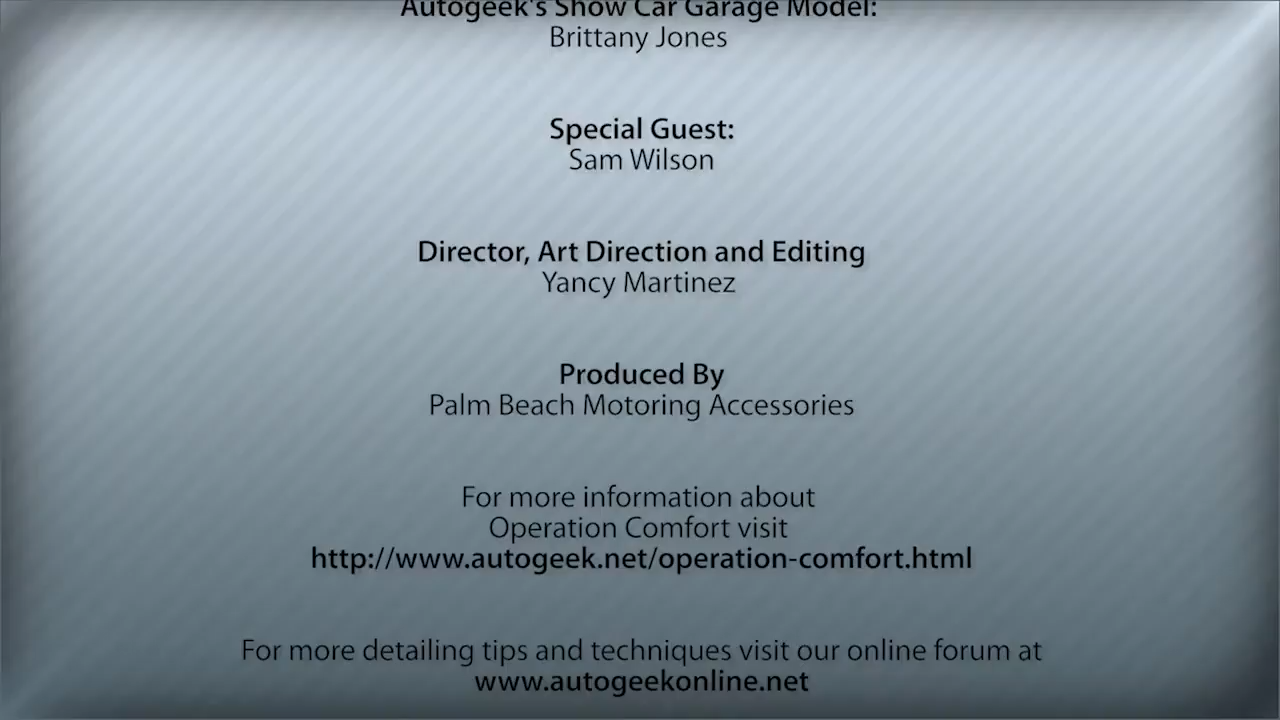 Autogeek's Show Car Garage Model:
Brittany Jones
Special Guest:
Sam Wilson
Director, Art Direction and Editing
Yancy Martinez
Produced By
Palm Beach Motoring Accessories
For more information about
Operation Comfort visit
http://www.autogeek.net/operation-comfort.html
For more detailing tips and techniques visit our online forum at
www.autogeekonline.net